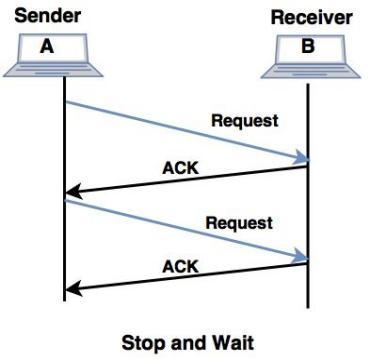 Sender Receiver
A B
Request
ACK
Request
ACK
Stop and Wait